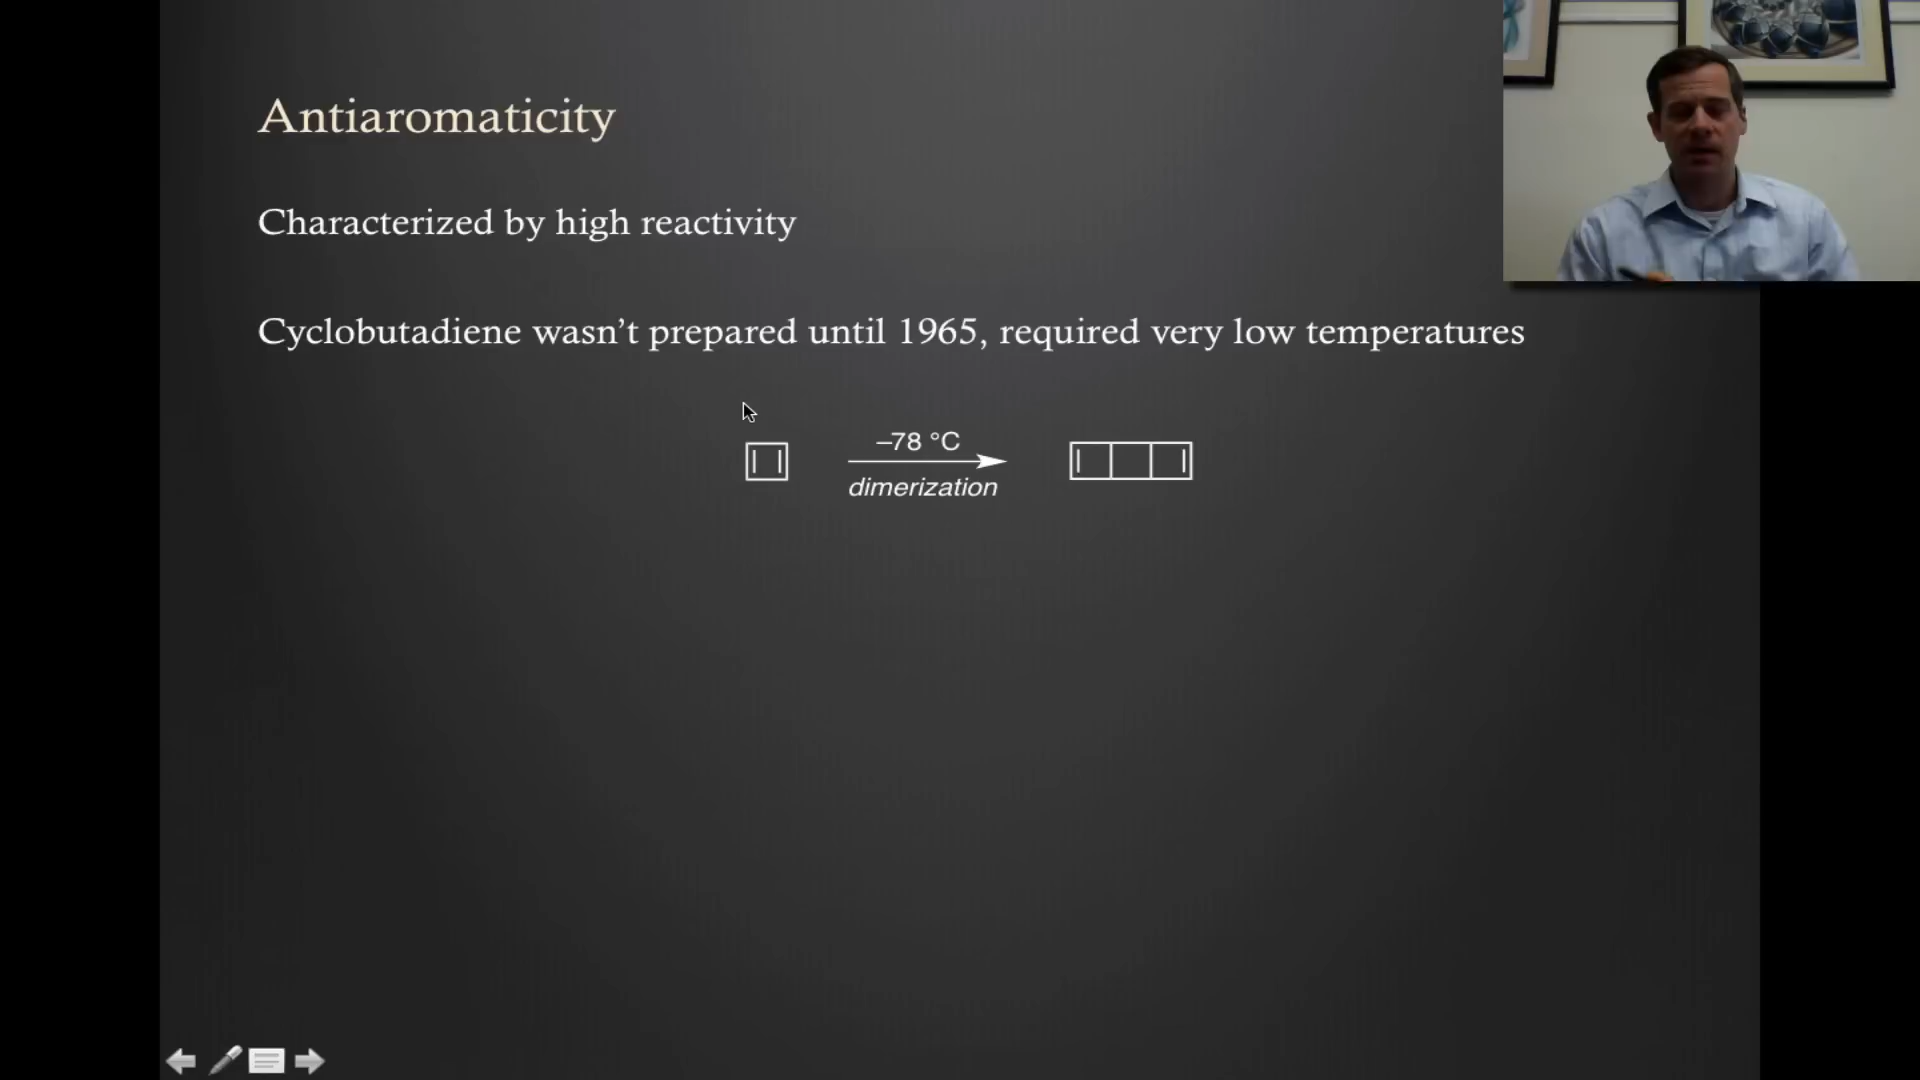 Antiaromaticity
Characterized by high reactivity
Cyclobutadiene wasn’t prepared until 1965, required very low temperatures
–78 °C
dimerization